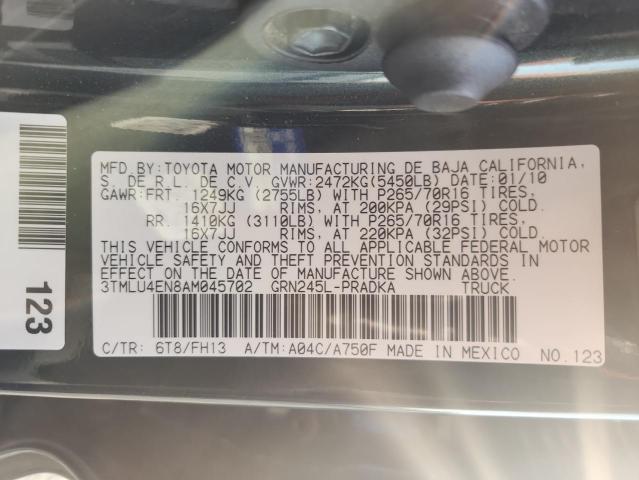 MFD.BY:TOYOTA MOTOR MANUFACTURING DE BAJA CALIFORNIA,
S. DE R.L. DE C.V. GVWR:2472KG(5450LB) DATE:01/10
GAWR:FRT. 1249KG (2755LB) WITH P265/70R16 TIRES,
16X7JJ RIMS, AT 200KPA (29PSI) COLD.
RR. 1410KG (3110LB) WITH P265/70R16 TIRES,
16X7JJ RIMS, AT 220KPA (32PSI) COLD.
THIS VEHICLE CONFORMS TO ALL APPLICABLE FEDERAL MOTOR
VEHICLE SAFETY AND THEFT PREVENTION STANDARDS IN
EFFECT ON THE DATE OF MANUFACTURE SHOWN ABOVE.
3TMLU4EN8AM045702 GRN245L-PRADKA TRUCK
C/TR: 6T8/FH13 A/TM:A04C/A750F MADE IN MEXICO NO.123
123